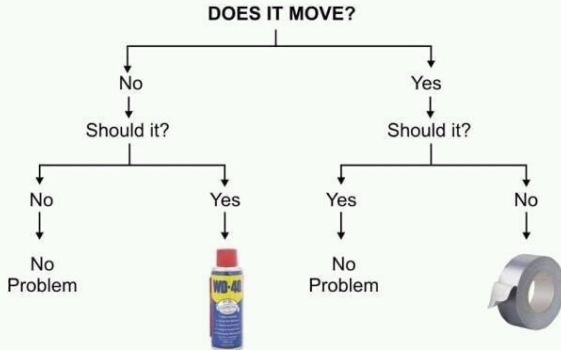 DOES IT MOVE?
No
Yes
Should it?
Should it?
No
Yes
Yes
No
No
Problem
WD-40
No
Problem